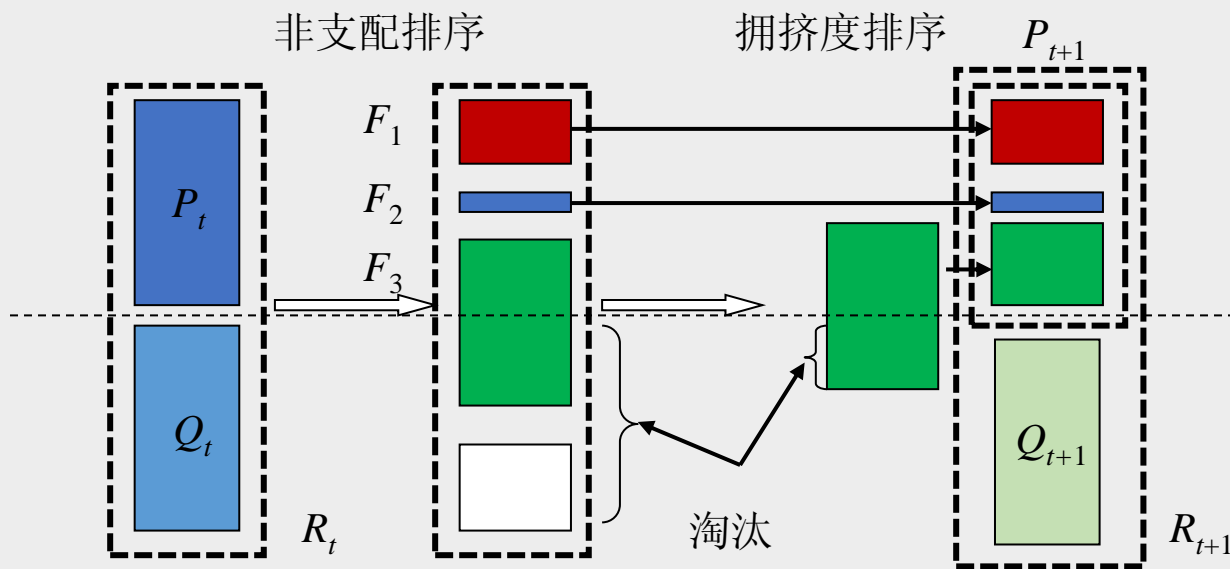 非支配排序
拥挤度排序
P_{t+1}
F_1
F_2
F_3
P_t
Q_t
Q_{t+1}
R_t
淘汰
R_{t+1}